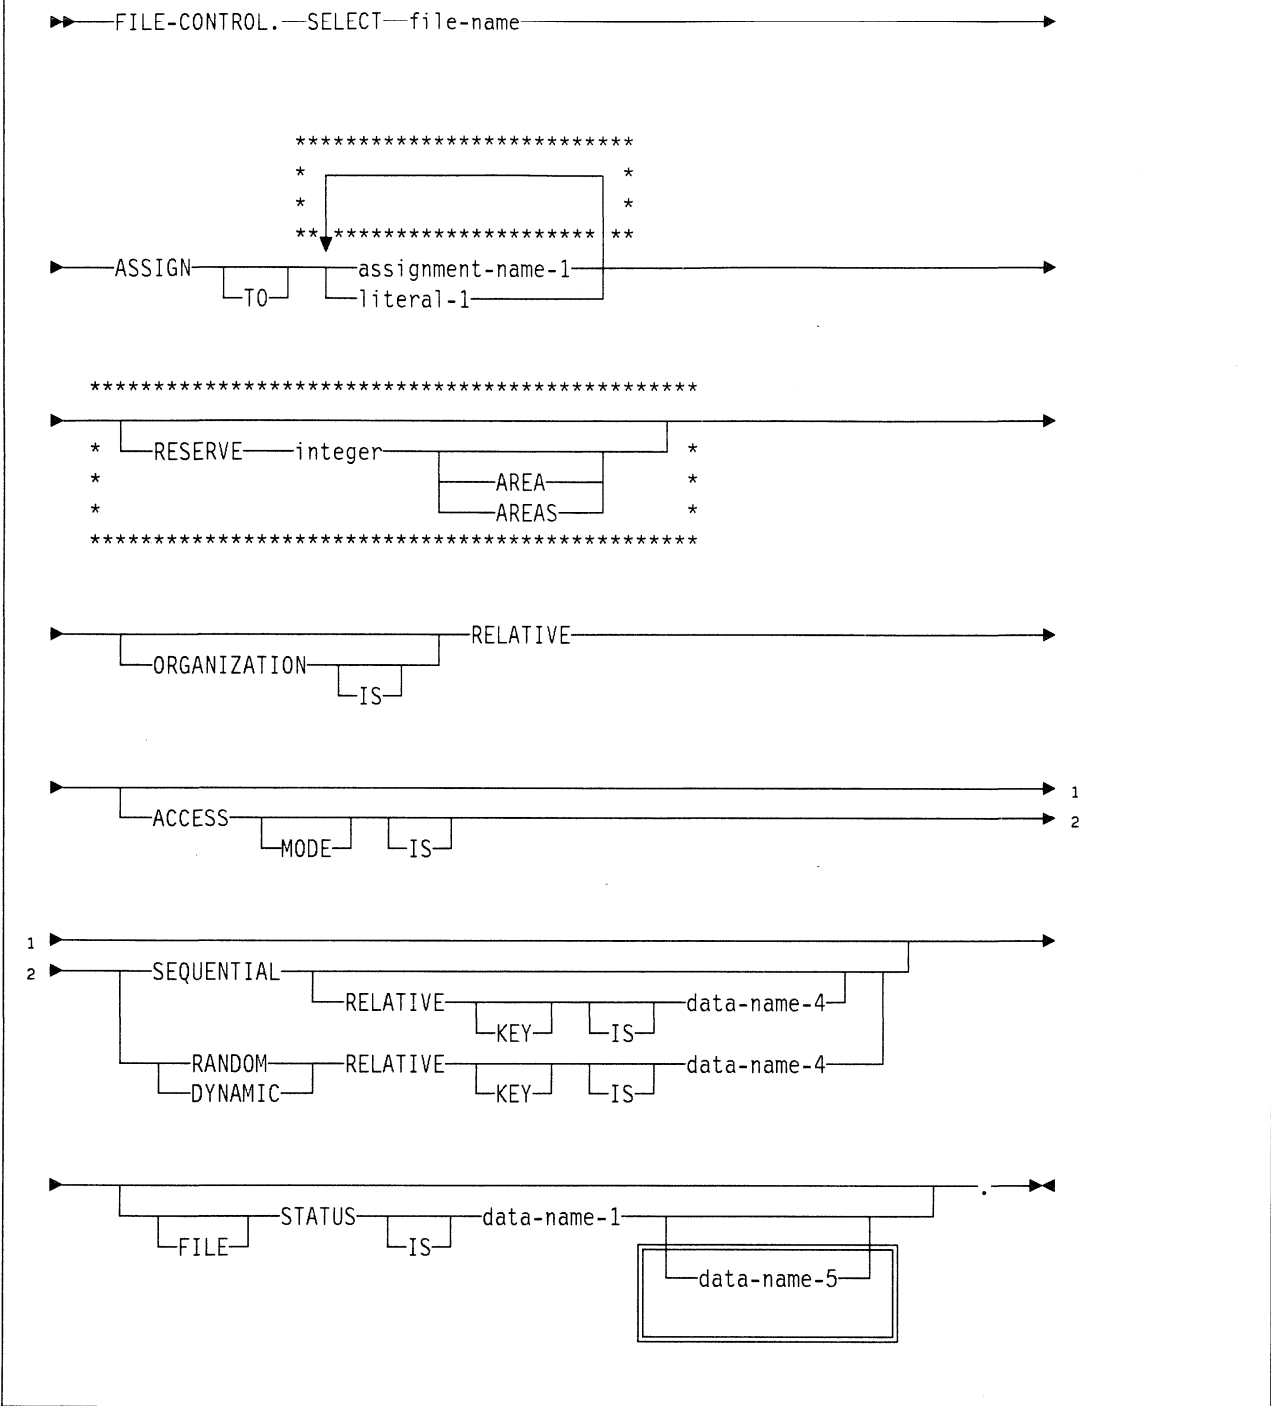 FILE-CONTROL. SELECT file-name
**************************
* *
* *
** ********************* **
ASSIGN assignment-name-1
TO literal-1
************************************************
RESERVE integer
* *
* AREA *
* AREAS *
************************************************
RELATIVE
ORGANIZATION
IS
1
ACCESS 2
MODE IS
1
2 SEQUENTIAL
RELATIVE data-name-4
KEY IS
RANDOM RELATIVE data-name-4
DYNAMIC KEY IS
.
STATUS data-name-1
FILE IS
data-name-5